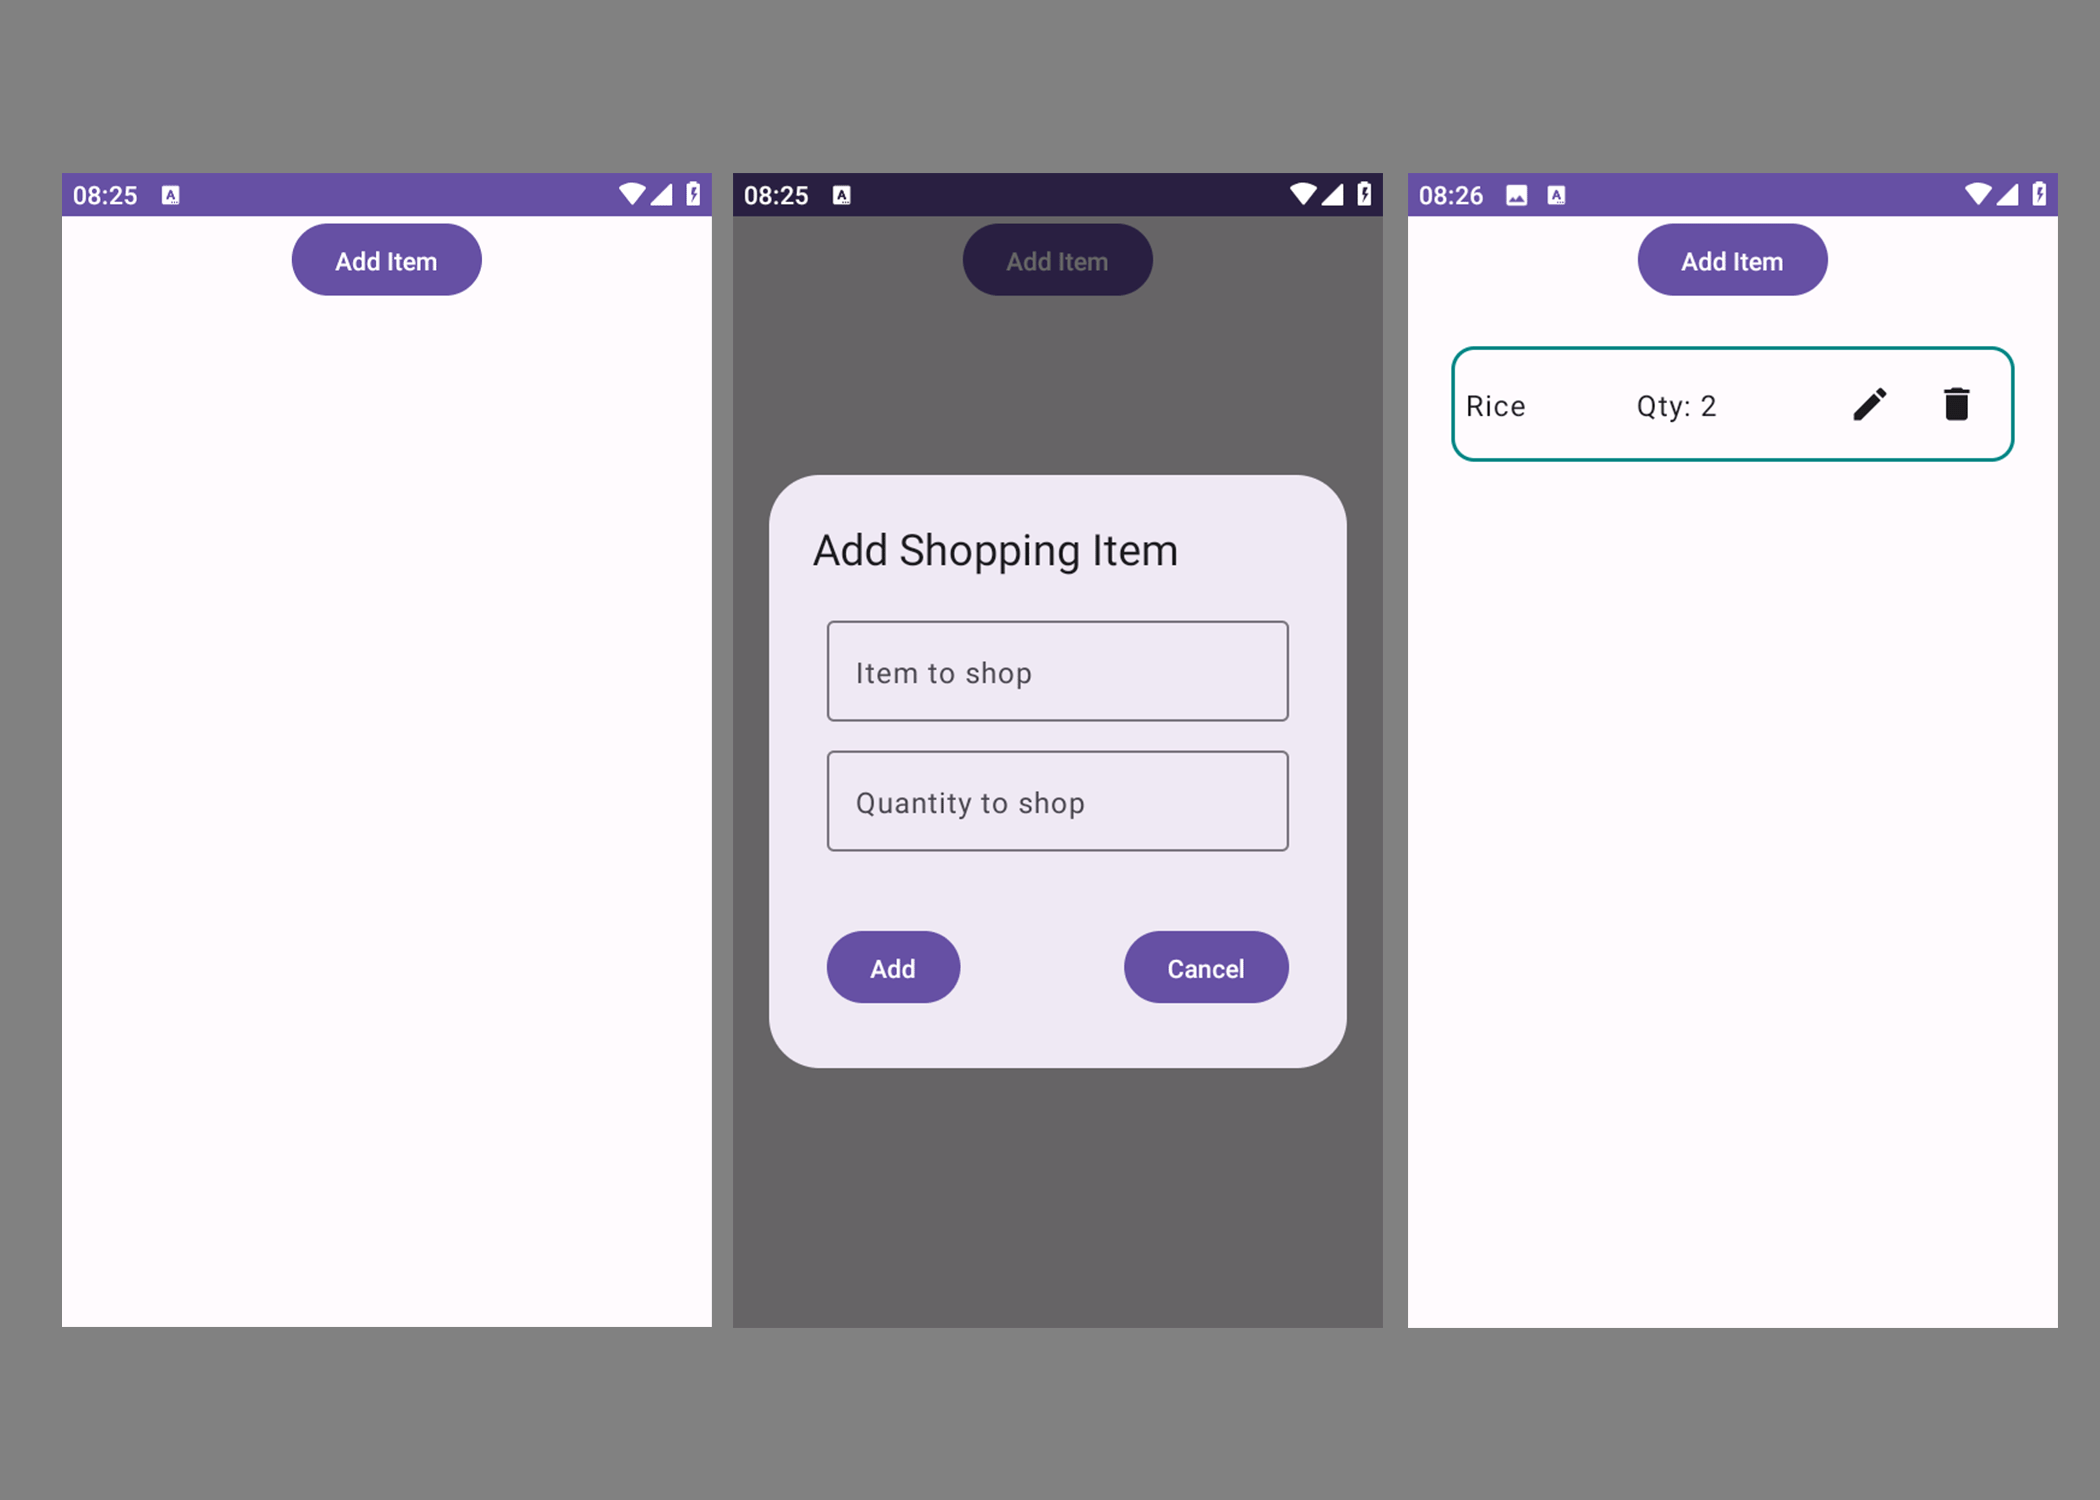 08:25
Add Item
08:25
Add Item
Add Shopping Item
Item to shop
Quantity to shop
Add
Cancel
08:26
Add Item
Rice
Qty: 2